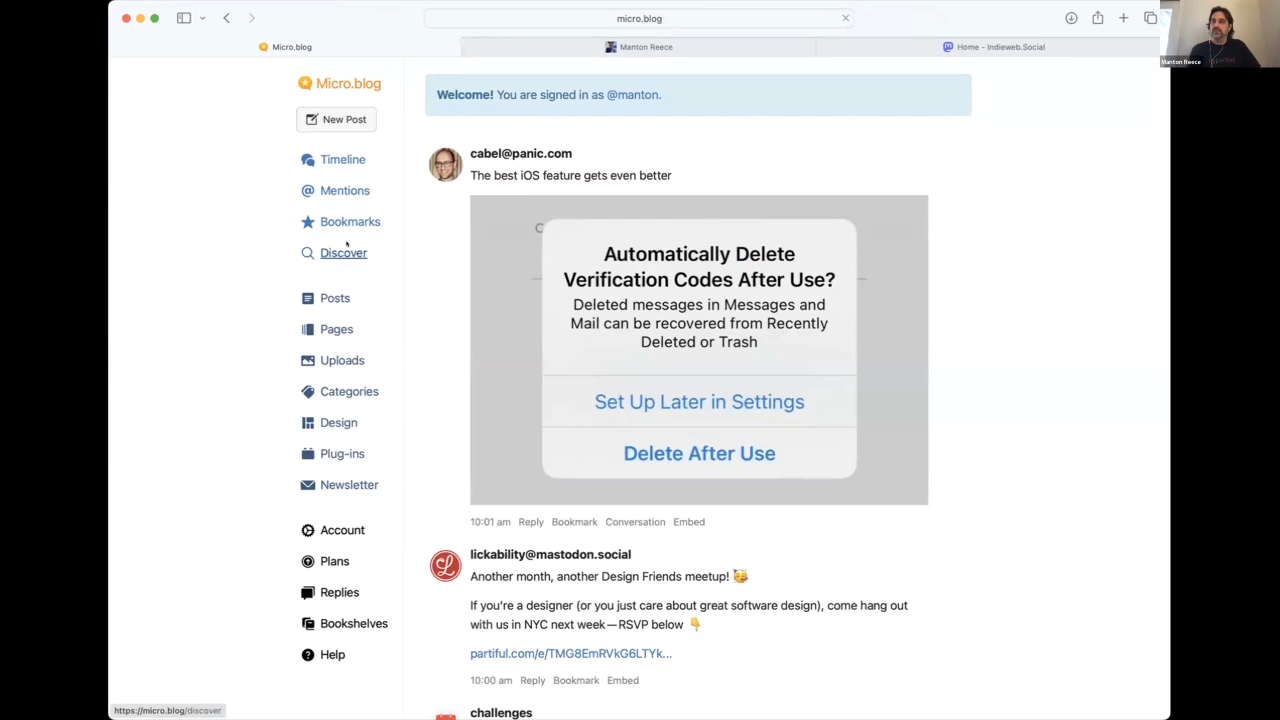 micro.blog
Micro.blog
Manton Reece
Home - Indieweb.Social
Manton Reece
Micro.blog
New Post
Timeline
Mentions
Bookmarks
Discover
Posts
Pages
Uploads
Categories
Design
Plug-ins
Newsletter
Account
Plans
Replies
Bookshelves
Help
Welcome! You are signed in as @manton.
cabel@panic.com
The best iOS feature gets even better
Automatically Delete
Verification Codes After Use?
Deleted messages in Messages and
Mail can be recovered from Recently
Deleted or Trash
Set Up Later in Settings
Delete After Use
10:01 am Reply Bookmark Conversation Embed
lickability@mastodon.social
Another month, another Design Friends meetup! 🥳
If you’re a designer (or you just care about great software design), come hang out
with us in NYC next week — RSVP below 👇
partiful.com/e/TMG8EmRVkG6LTYk...
10:00 am Reply Bookmark Embed
challenges
https://micro.blog/discover